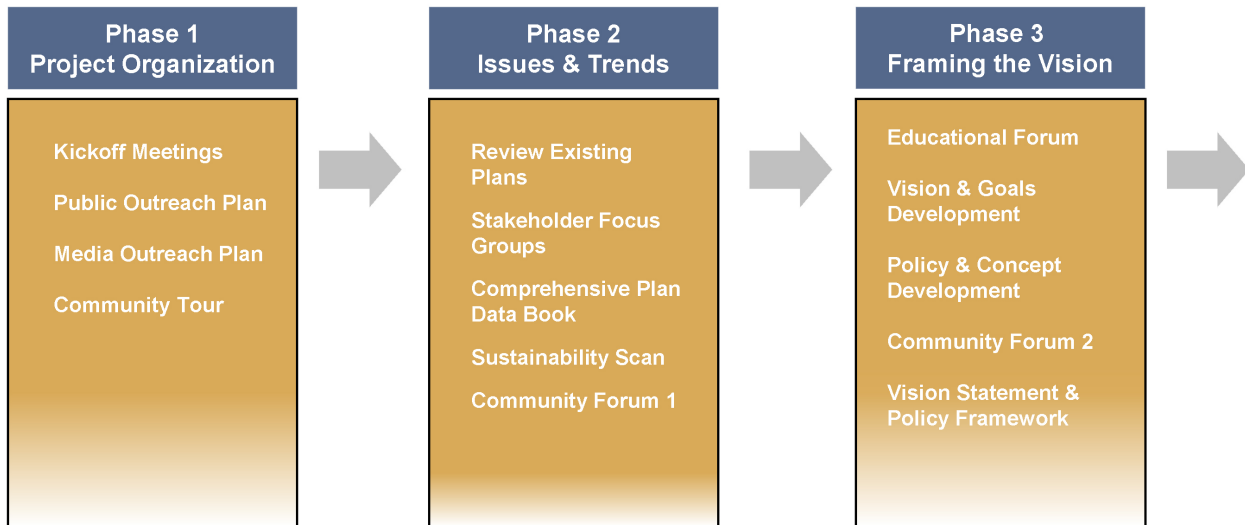 Phase 1
Project Organization
Kickoff Meetings
Public Outreach Plan
Media Outreach Plan
Community Tour
Phase 2
Issues & Trends
Review Existing
Plans
Stakeholder Focus
Groups
Comprehensive Plan
Data Book
Sustainability Scan
Community Forum 1
Phase 3
Framing the Vision
Educational Forum
Vision & Goals
Development
Policy & Concept
Development
Community Forum 2
Vision Statement &
Policy Framework